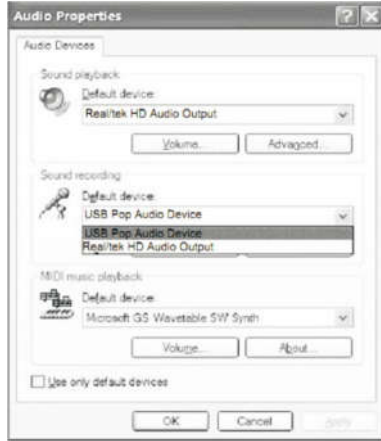 Audio Properties
Audio Devices
Sound playback
Default device:
Realtek HD Audio Output
Volume...
Advanced...
Sound recording
Default device:
USB Pop Audio Device
USB Pop Audio Device
Realtek HD Audio Output
MIDI music playback
Default device:
Microsoft GS Wavetable SW Synth
Volume...
About...
Use only default devices
OK
Cancel
Apply